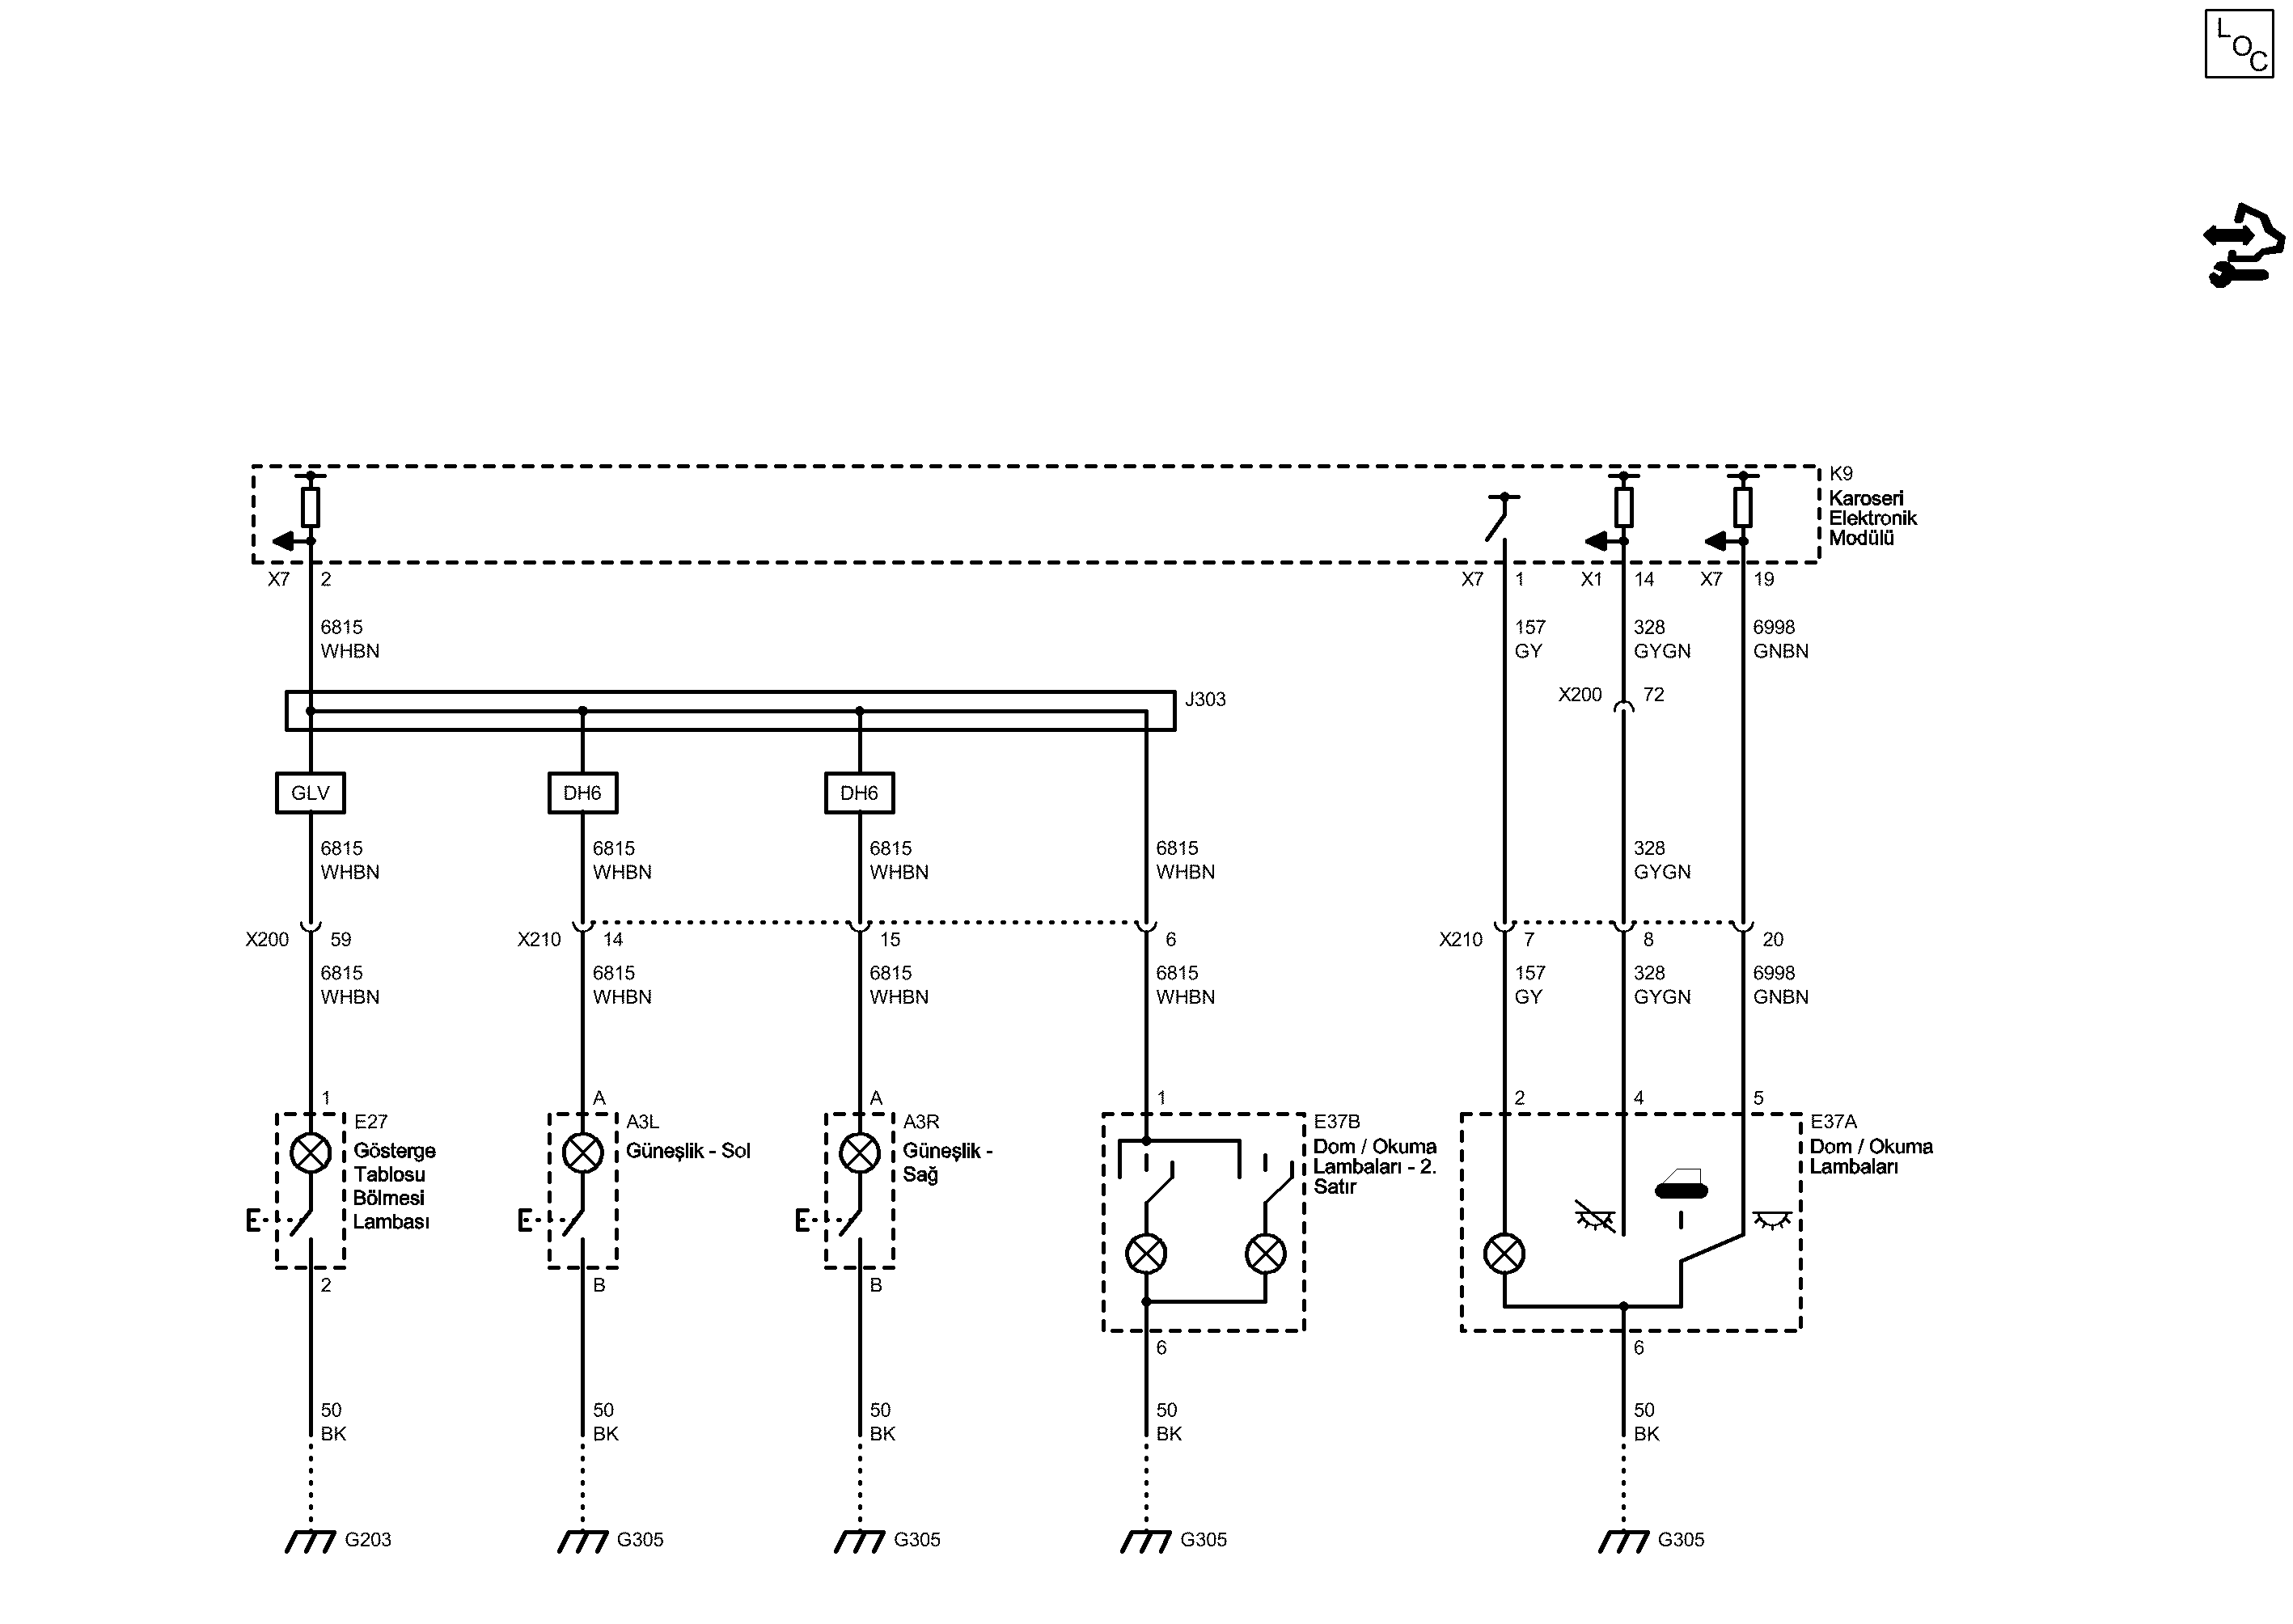 LOC
K9
Karoseri
Elektronik
Modülü
X7 2
X7 1
X1 14
X7 19
6815
WHBN
157
GY
328
GYGN
6998
GNBN
X200 72
J303
GLV
DH6
DH6
6815
WHBN
6815
WHBN
6815
WHBN
6815
WHBN
328
GYGN
X200 59
X210 14
15
6
X210 7
8
20
6815
WHBN
6815
WHBN
6815
WHBN
6815
WHBN
157
GY
328
GYGN
6998
GNBN
1
A
A
1
2
4
5
E27
Gösterge
Tablosu
Bölmesi
Lambası
A3L
Güneşlik - Sol
A3R
Güneşlik -
Sağ
E37B
Dom / Okuma
Lambaları - 2.
Satır
E37A
Dom / Okuma
Lambaları
2
B
B
6
6
50
BK
50
BK
50
BK
50
BK
50
BK
G203
G305
G305
G305
G305